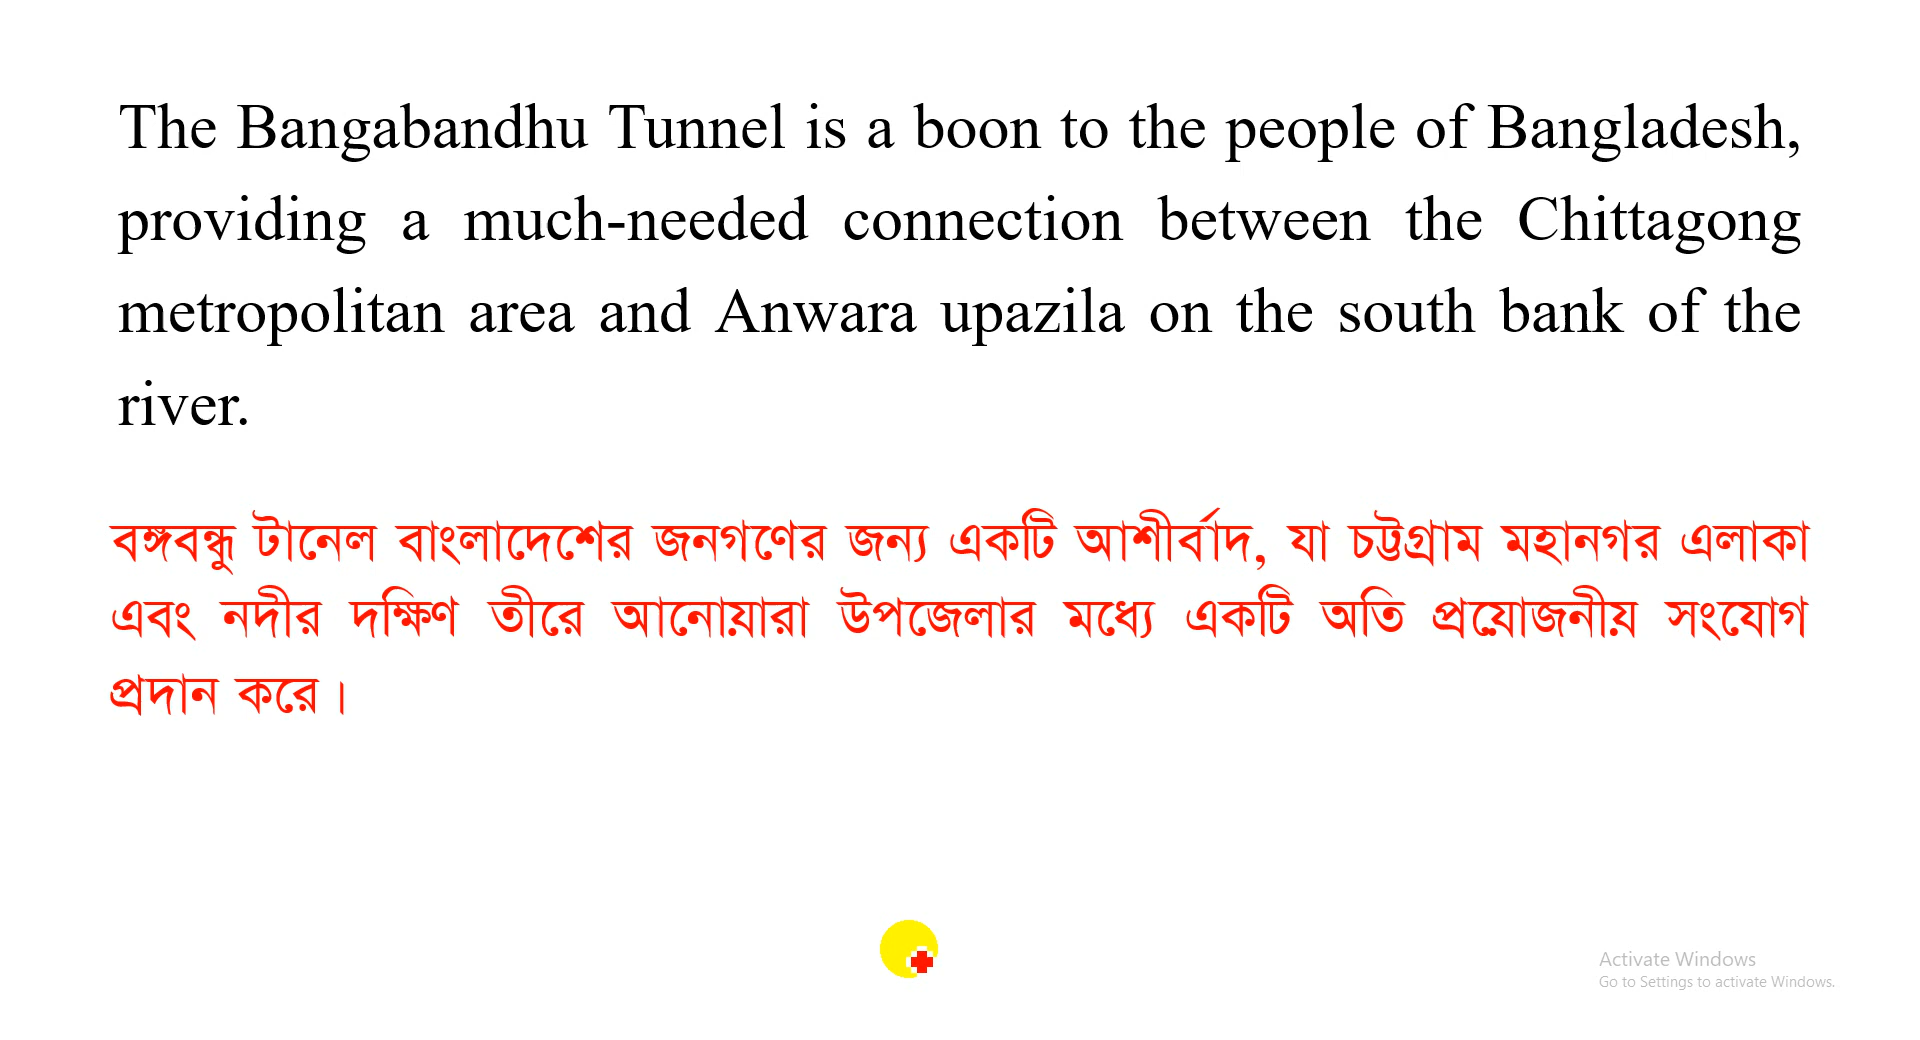 The Bangabandhu Tunnel is a boon to the people of Bangladesh,
providing a much-needed connection between the Chittagong
metropolitan area and Anwara upazila on the south bank of the
river.
বঙ্গবন্ধু টানেল বাংলাদেশের জনগণের জন্য একটি আশীর্বাদ, যা চট্টগ্রাম মহানগর এলাকা
এবং নদীর দক্ষিণ তীরে আনোয়ারা উপজেলার মধ্যে একটি অতি প্রয়োজনীয় সংযোগ
প্রদান করে।
Activate Windows
Go to Settings to activate Windows.